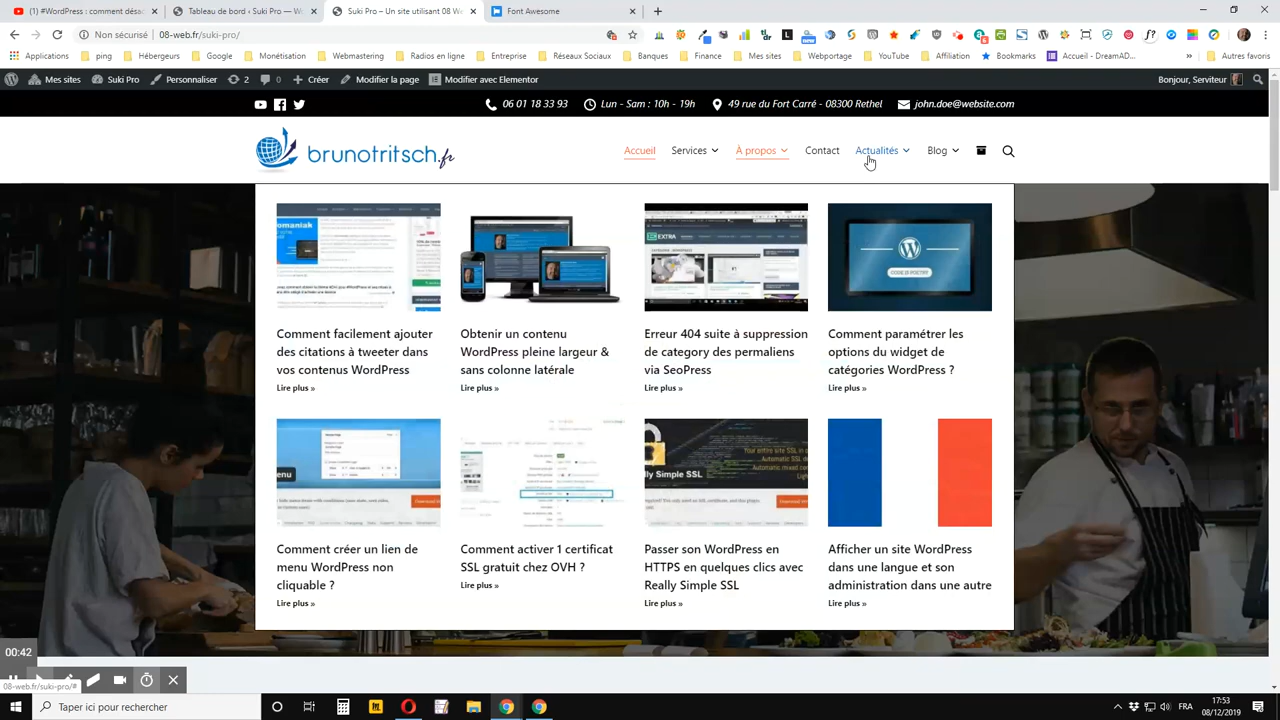 (1) #WordPress : comment désac
Tableau de bord ‹ Suki Pro — W
Suki Pro – Un site utilisant 08 We
Font Awesome
Non sécurisé
08-web.fr/suki-pro/
Applications
Hébergeurs
Google
Monétisation
Webmastering
Radios en ligne
Entreprise
Réseaux Sociaux
Banques
Finance
Mes sites
Webportage
YouTube
Affiliation
Bookmarks
Accueil - DreamAD...
Autres favoris
Mes sites
Suki Pro
Personnaliser
2
0
Créer
Modifier la page
Modifier avec Elementor
Bonjour, Serviteur
06 01 18 33 93
Lun - Sam : 10h - 19h
49 rue du Fort Carré - 08300 Rethel
john.doe@website.com
brunotritsch.fr
Accueil
Services
À propos
Contact
Actualités
Blog
EXTRA
CODE IS POETRY
Comment facilement ajouter
des citations à tweeter dans
vos contenus WordPress
Lire plus »
Obtenir un contenu
WordPress pleine largeur &
sans colonne latérale
Lire plus »
Erreur 404 suite à suppression
de category des permaliens
via SeoPress
Lire plus »
Comment paramétrer les
options du widget de
catégories WordPress ?
Lire plus »
Comment créer un lien de
menu WordPress non
cliquable ?
Lire plus »
Comment activer 1 certificat
SSL gratuit chez OVH ?
Lire plus »
Passer son WordPress en
HTTPS en quelques clics avec
Really Simple SSL
Lire plus »
Afficher un site WordPress
dans une langue et son
administration dans une autre
Lire plus »
00:42
08-web.fr/suki-pro/#
Taper ici pour rechercher
FRA
17:53
08/12/2019